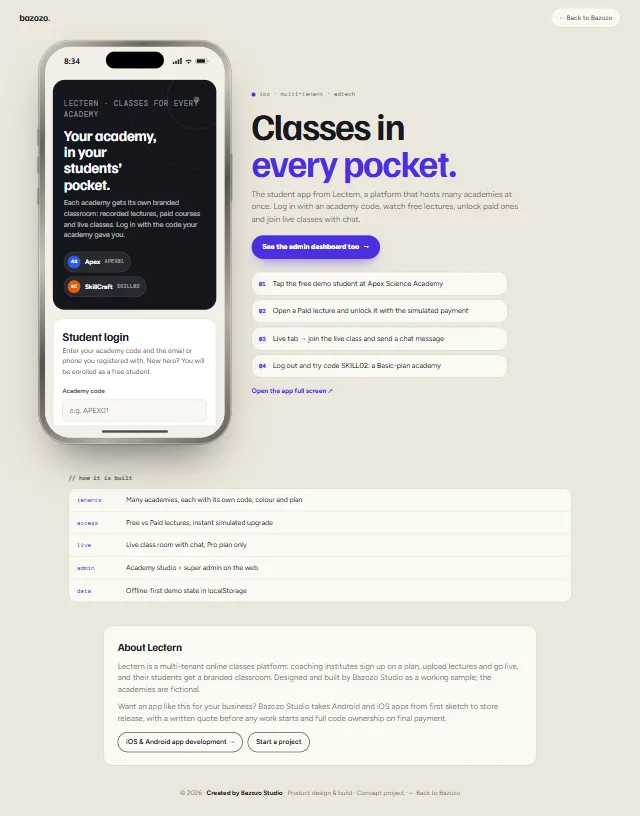 bazozo.
← Back to Bazozo
8:34
LECTERN · CLASSES FOR EVERY
ACADEMY
Your academy,
in your
students'
pocket.
Each academy gets its own branded
classroom: recorded lectures, paid courses
and live classes. Log in with the code your
academy gave you.
AS Apex APEX01
SC SkillCraft SKILL02
Student login
Enter your academy code and the email or
phone you registered with. New here? You will
be enrolled as a free student.
Academy code
e.g. APEX01
ios · multi-tenant · edtech
Classes in
every pocket.
The student app from Lectern, a platform that hosts many academies at
once. Log in with an academy code, watch free lectures, unlock paid ones
and join live classes with chat.
See the admin dashboard too →
01 Tap the free demo student at Apex Science Academy
02 Open a Paid lecture and unlock it with the simulated payment
03 Live tab → join the live class and send a chat message
04 Log out and try code SKILL02: a Basic-plan academy
Open the app full screen ↗
// how it is built
tenants Many academies, each with its own code, colour and plan
access Free vs Paid lectures, instant simulated upgrade
live Live class room with chat, Pro plan only
admin Academy studio + super admin on the web
data Offline-first demo state in localStorage
About Lectern
Lectern is a multi-tenant online classes platform: coaching institutes sign up on a plan, upload lectures and go live,
and their students get a branded classroom. Designed and built by Bazozo Studio as a working sample; the
academies are fictional.
Want an app like this for your business? Bazozo Studio takes Android and iOS apps from first sketch to store
release, with a written quote before any work starts and full code ownership on final payment.
iOS & Android app development →
Start a project
© 2026 · Created by Bazozo Studio · Product design & build · Concept project · ← Back to Bazozo